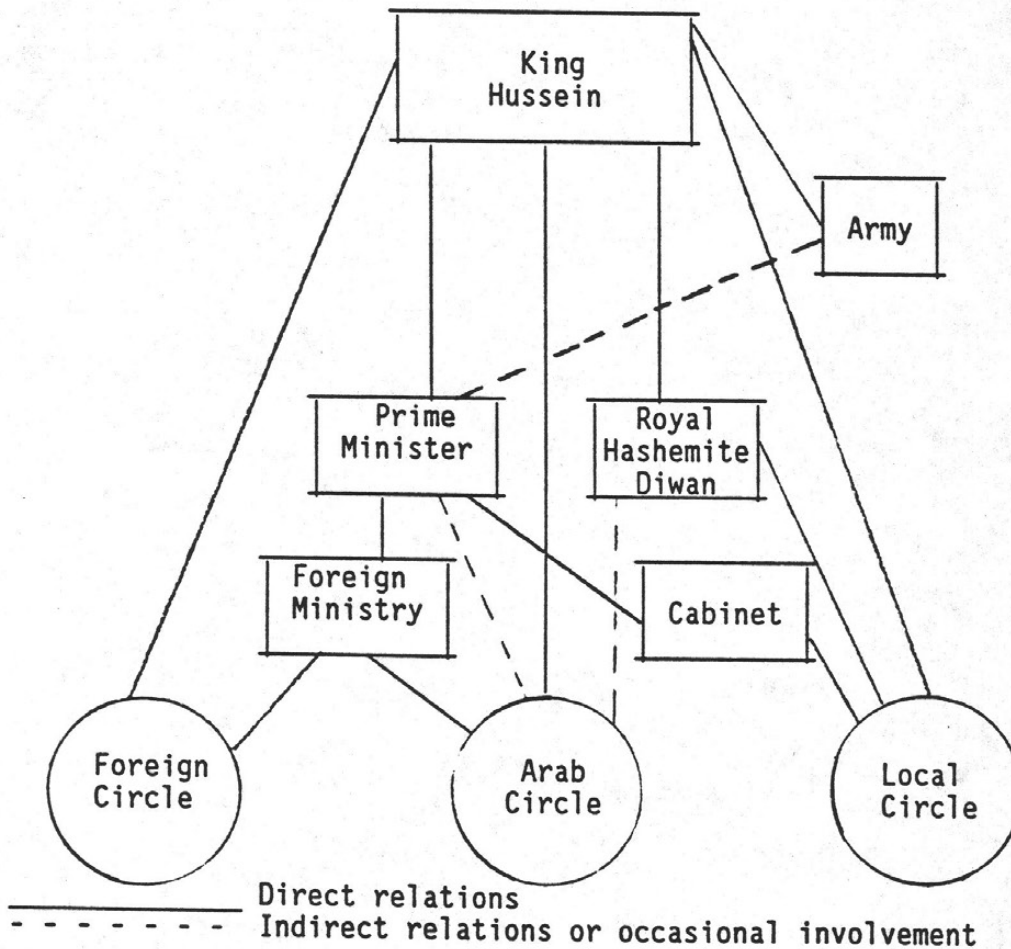 King
Hussein
Army
Prime
Minister
Royal
Hashemite
Diwan
Foreign
Ministry
Cabinet
Foreign
Circle
Arab
Circle
Local
Circle
Direct relations
Indirect relations or occasional involvement